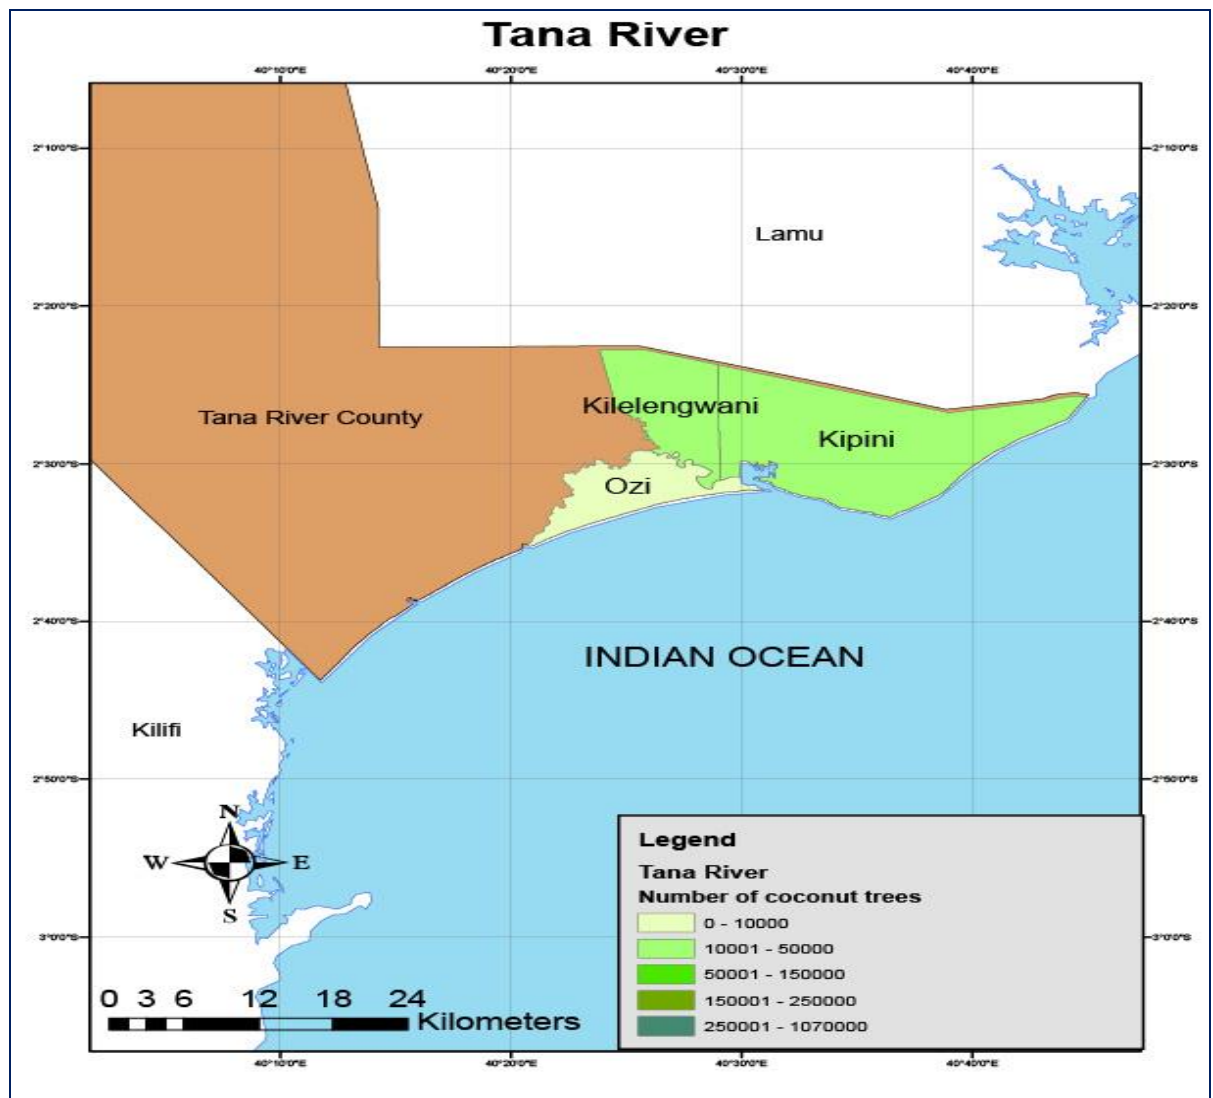 Tana River
40°10'0"E 40°20'0"E 40°30'0"E 40°40'0"E
2°10'0"S 2°10'0"S
Lamu
2°20'0"S 2°20'0"S
Kilelengwani
Tana River County
Kipini
2°30'0"S 2°30'0"S
Ozi
2°40'0"S 2°40'0"S
INDIAN OCEAN
Kilifi
2°50'0"S 2°50'0"S
N
W E
S
Legend
Tana River
Number of coconut trees
0 - 10000
10001 - 50000
50001 - 150000
150001 - 250000
250001 - 1070000
3°0'0"S 3°0'0"S
0 3 6 12 18 24
Kilometers
40°10'0"E 40°20'0"E 40°30'0"E 40°40'0"E